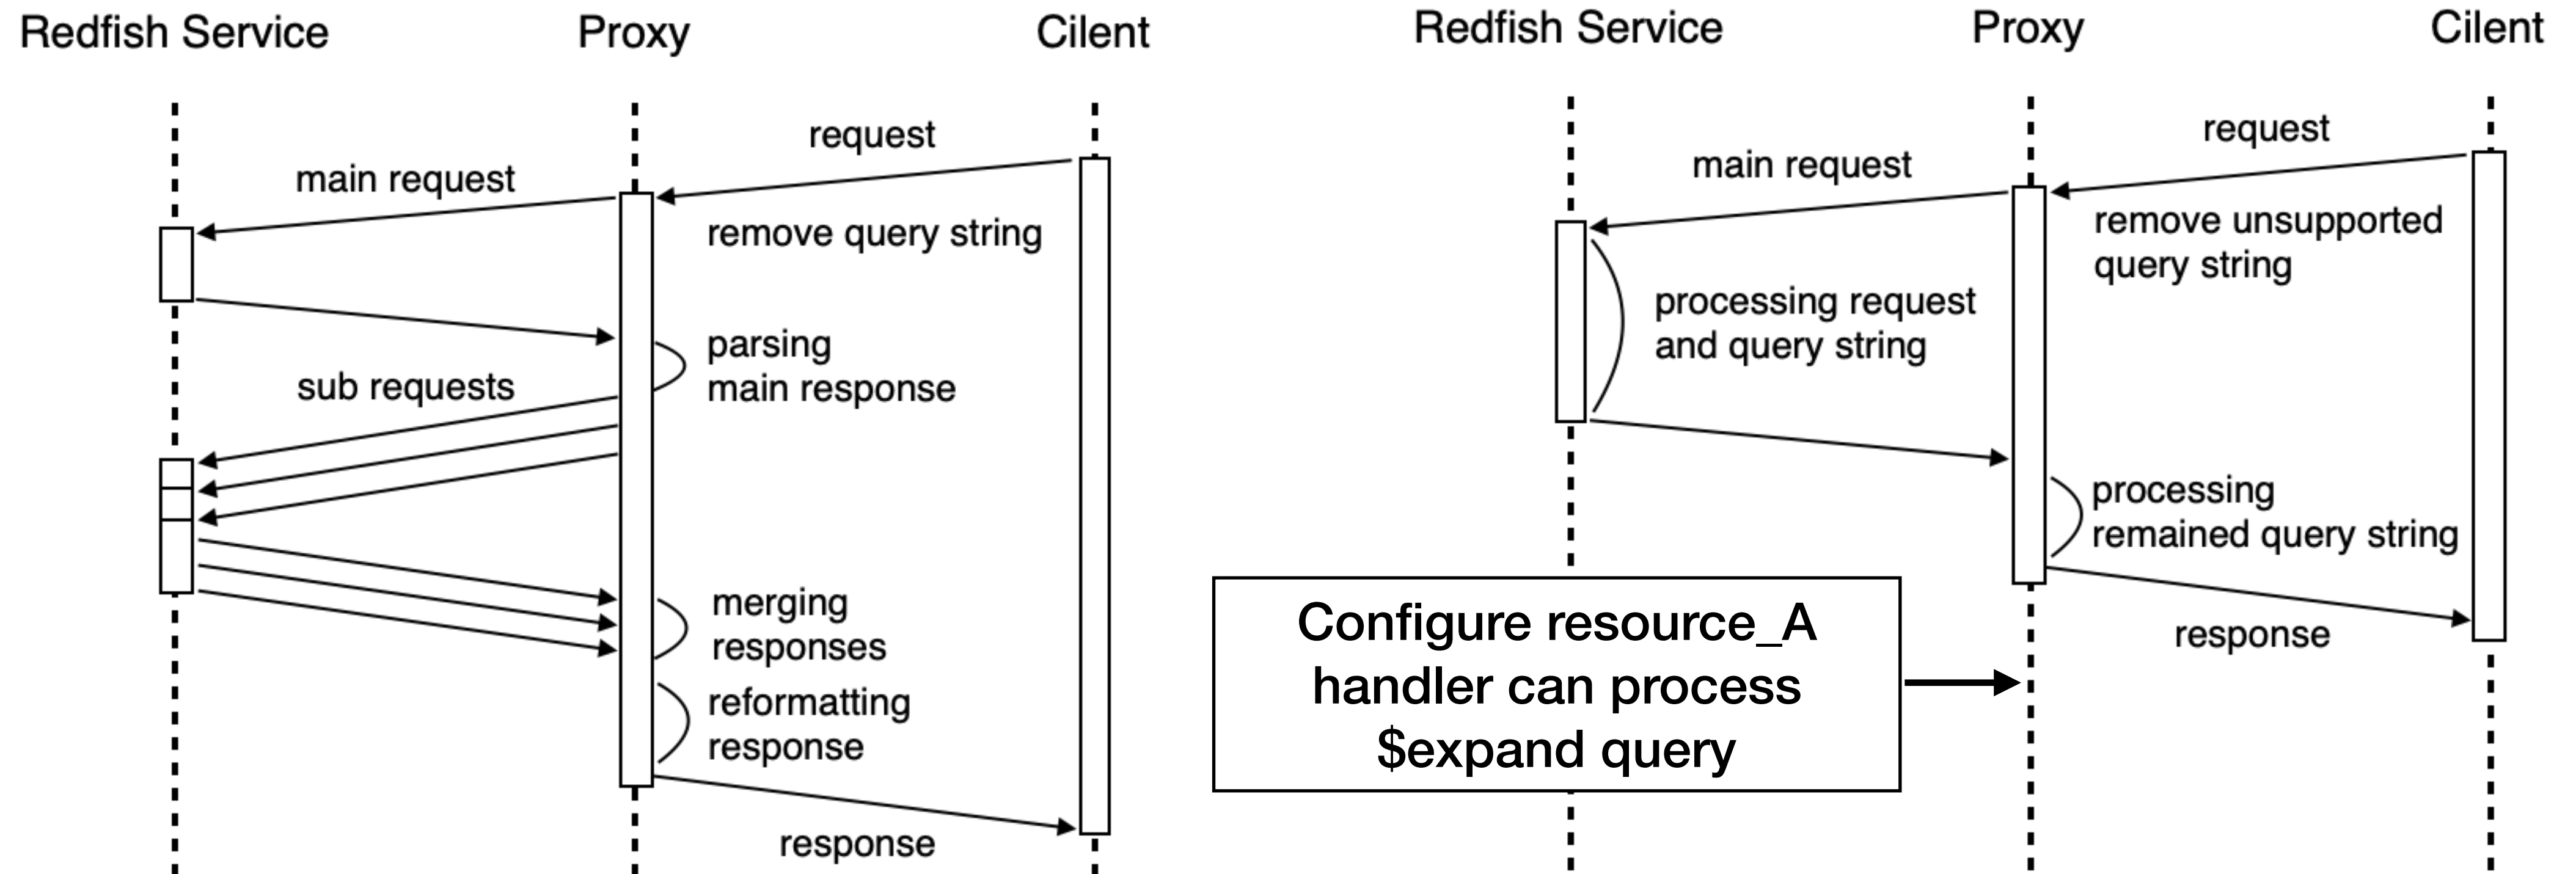 Redfish Service
Proxy
Cilent
request
main request
remove query string
parsing
main response
sub requests
merging
responses
reformatting
response
response
Redfish Service
Proxy
Cilent
request
main request
remove unsupported
query string
processing request
and query string
processing
remained query string
response
Configure resource_A
handler can process
$expand query